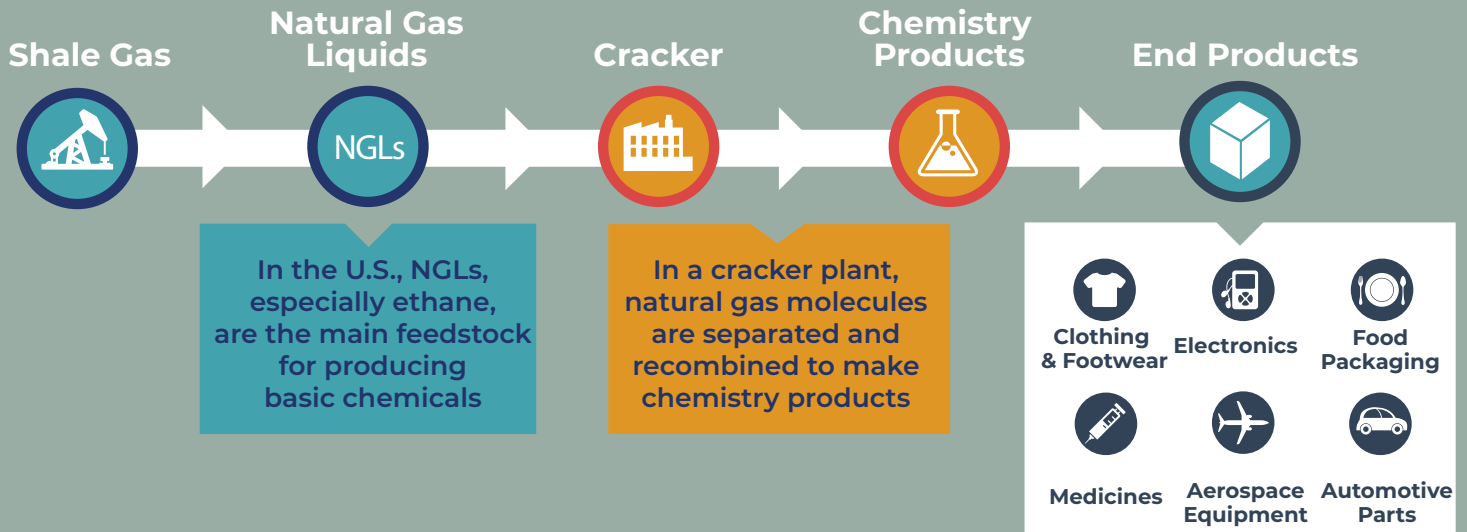 Shale Gas
Natural Gas
Liquids
Cracker
Chemistry
Products
End Products
NGLs
In the U.S., NGLs,
especially ethane,
are the main feedstock
for producing
basic chemicals
In a cracker plant,
natural gas molecules
are separated and
recombined to make
chemistry products
Clothing
& Footwear
Electronics
Food
Packaging
Medicines
Aerospace
Equipment
Automotive
Parts